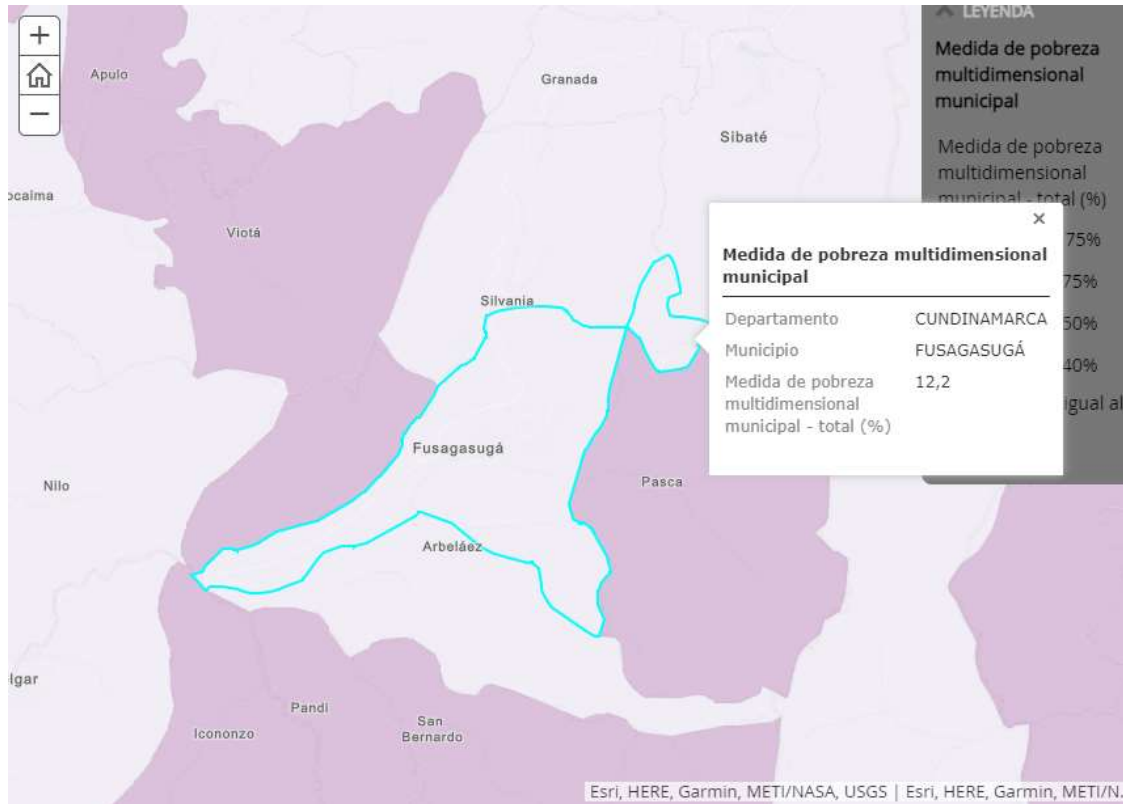 +
−
Apulo
Granada
Sibaté
Viotá
Silvania
Fusagasugá
Nilo
Pasca
Arbeláez
Pandi
Icononzo
San
Bernardo
LEYENDA
Medida de pobreza
multidimensional
municipal
Medida de pobreza
multidimensional
municipal - total (%)
75%
75%
50%
40%
igual al
×
Medida de pobreza multidimensional
municipal
Departamento CUNDINAMARCA
Municipio FUSAGASUGÁ
Medida de pobreza 12,2
multidimensional
municipal - total (%)
Esri, HERE, Garmin, METI/NASA, USGS | Esri, HERE, Garmin, METI/N...